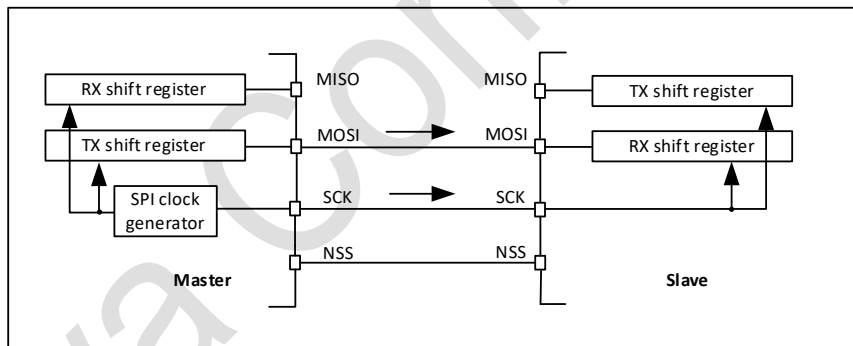 RX shift register
MISO
MISO
TX shift register
TX shift register
MOSI
MOSI
RX shift register
SPI clock
generator
SCK
SCK
NSS
NSS
Master
Slave